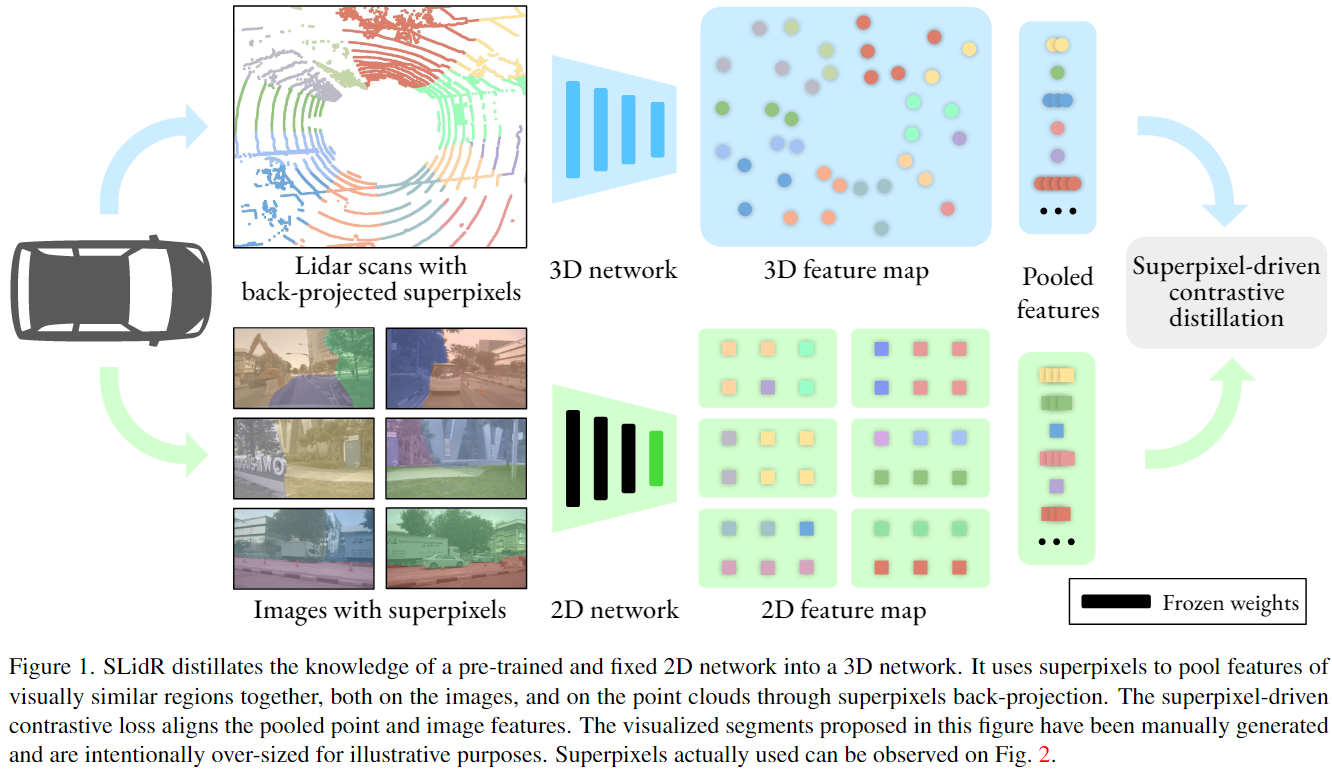 Lidar scans with
back-projected superpixels
3D network
3D feature map
Pooled
features
Superpixel-driven
contrastive
distillation
Images with superpixels
2D network
2D feature map
Frozen weights
Figure 1. SLidR distillates the knowledge of a pre-trained and fixed 2D network into a 3D network. It uses superpixels to pool features of
visually similar regions together, both on the images, and on the point clouds through superpixels back-projection. The superpixel-driven
contrastive loss aligns the pooled point and image features. The visualized segments proposed in this figure have been manually generated
and are intentionally over-sized for illustrative purposes. Superpixels actually used can be observed on Fig. 2.